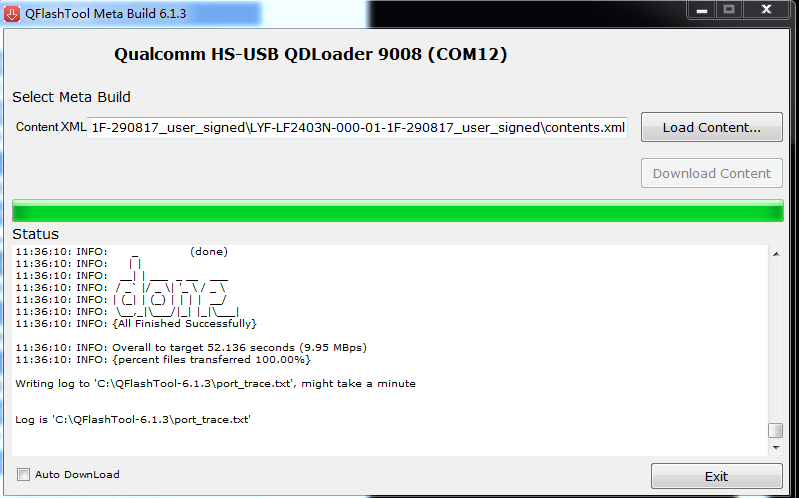 QFlashTool Meta Build 6.1.3
Qualcomm HS-USB QDLoader 9008 (COM12)
Select Meta Build
Content XML 1F-290817_user_signed\LYF-LF2403N-000-01-1F-290817_user_signed\contents.xml Load Content...
Download Content
Status
11:36:10: INFO:      _               (done)
11:36:10: INFO:     | |
11:36:10: INFO:   __| | ___  _ __   ___
11:36:10: INFO:  / _` |/ _ \| '_ \ / _ \
11:36:10: INFO: | (_| | (_) | | | |  __/
11:36:10: INFO:  \__,_|\___/|_| |_|\___|
11:36:10: INFO: {All Finished Successfully}
11:36:10: INFO: Overall to target 52.136 seconds (9.95 MBps)
11:36:10: INFO: {percent files transferred 100.00%}
Writing log to 'C:\QFlashTool-6.1.3\port_trace.txt', might take a minute
Log is 'C:\QFlashTool-6.1.3\port_trace.txt'
Auto DownLoad Exit